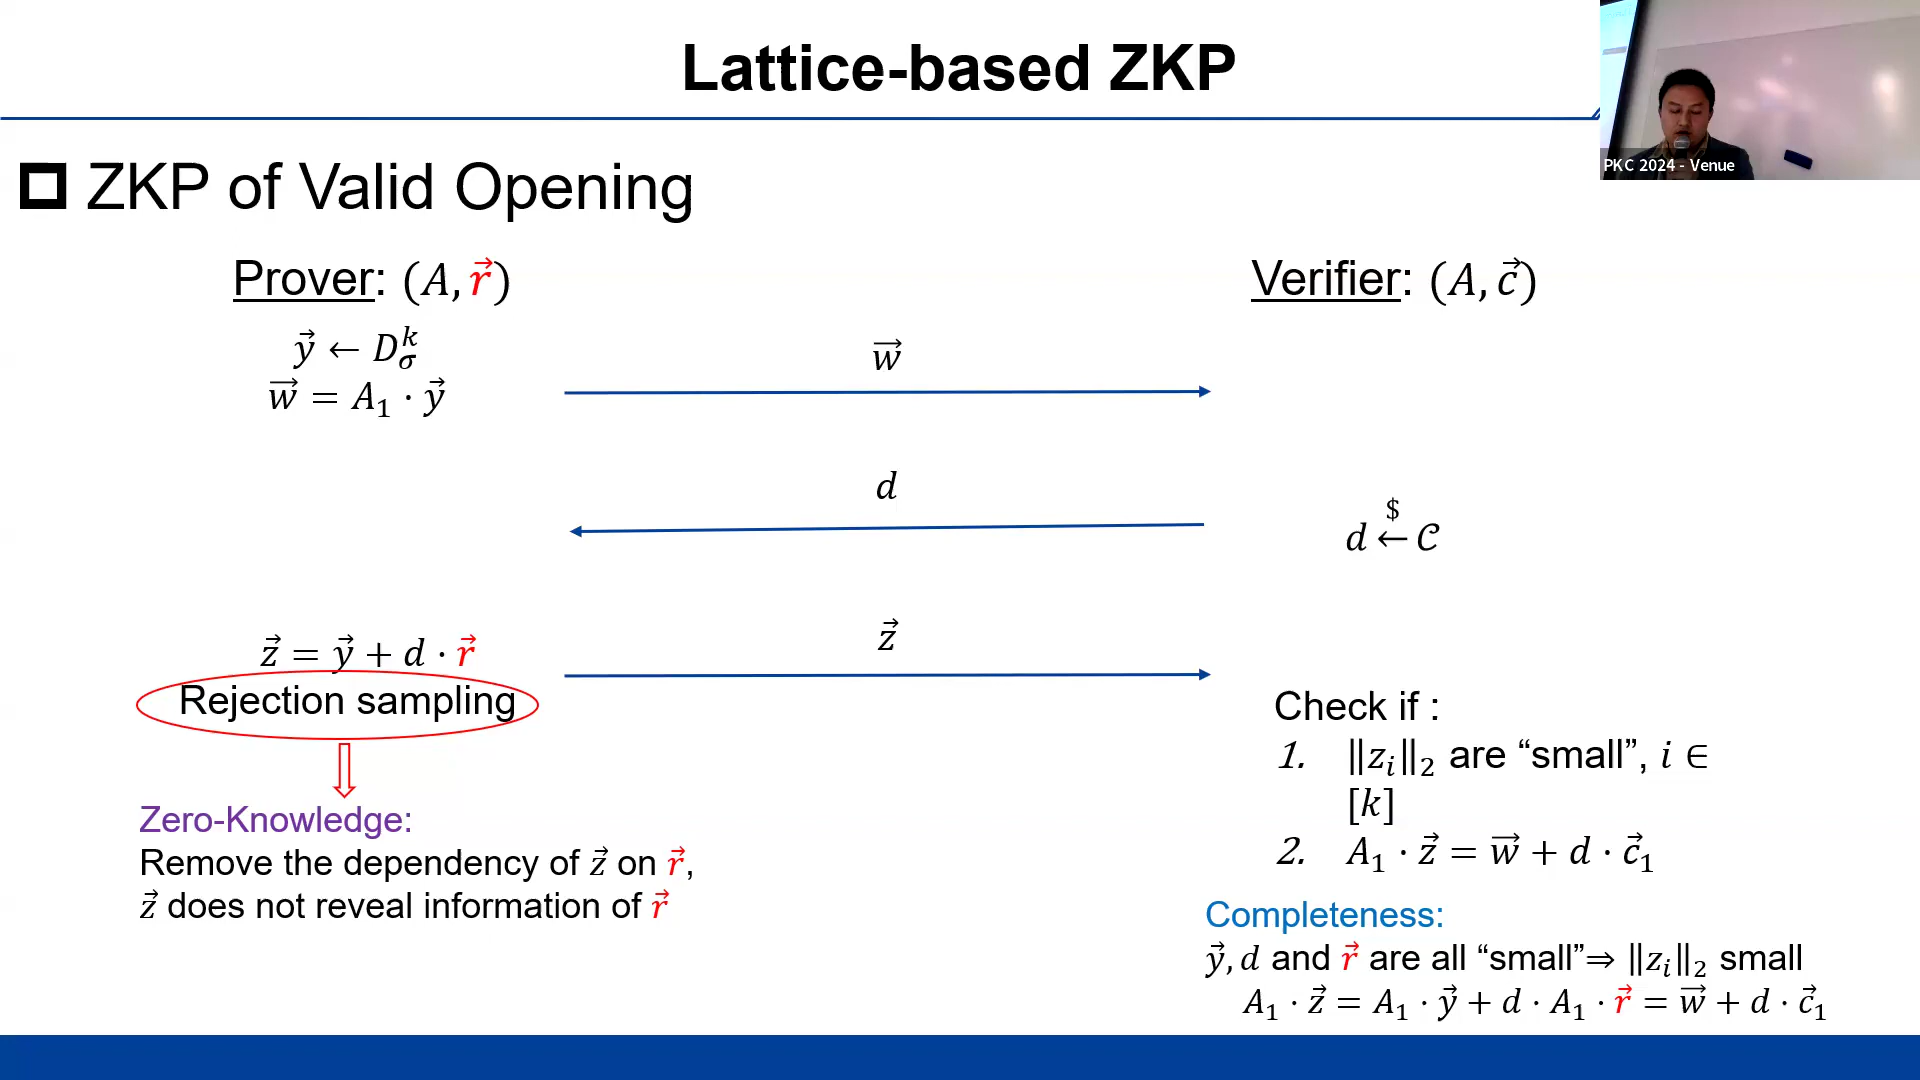 Lattice-based ZKP
PKC 2024 - Venue
ZKP of Valid Opening
Prover: (A, r⃗)
Verifier: (A, c⃗)
y⃗ ← D_σ^k
w⃗ = A₁ · y⃗
w⃗
d
d ←$ 𝒞
z⃗ = y⃗ + d · r⃗
z⃗
Rejection sampling
Check if :
1. ‖zᵢ‖₂ are “small”, i ∈
[k]
2. A₁ · z⃗ = w⃗ + d · c⃗₁
Zero-Knowledge:
Remove the dependency of z⃗ on r⃗,
z⃗ does not reveal information of r⃗
Completeness:
y⃗, d and r⃗ are all “small”⇒ ‖zᵢ‖₂ small
A₁ · z⃗ = A₁ · y⃗ + d · A₁ · r⃗ = w⃗ + d · c⃗₁